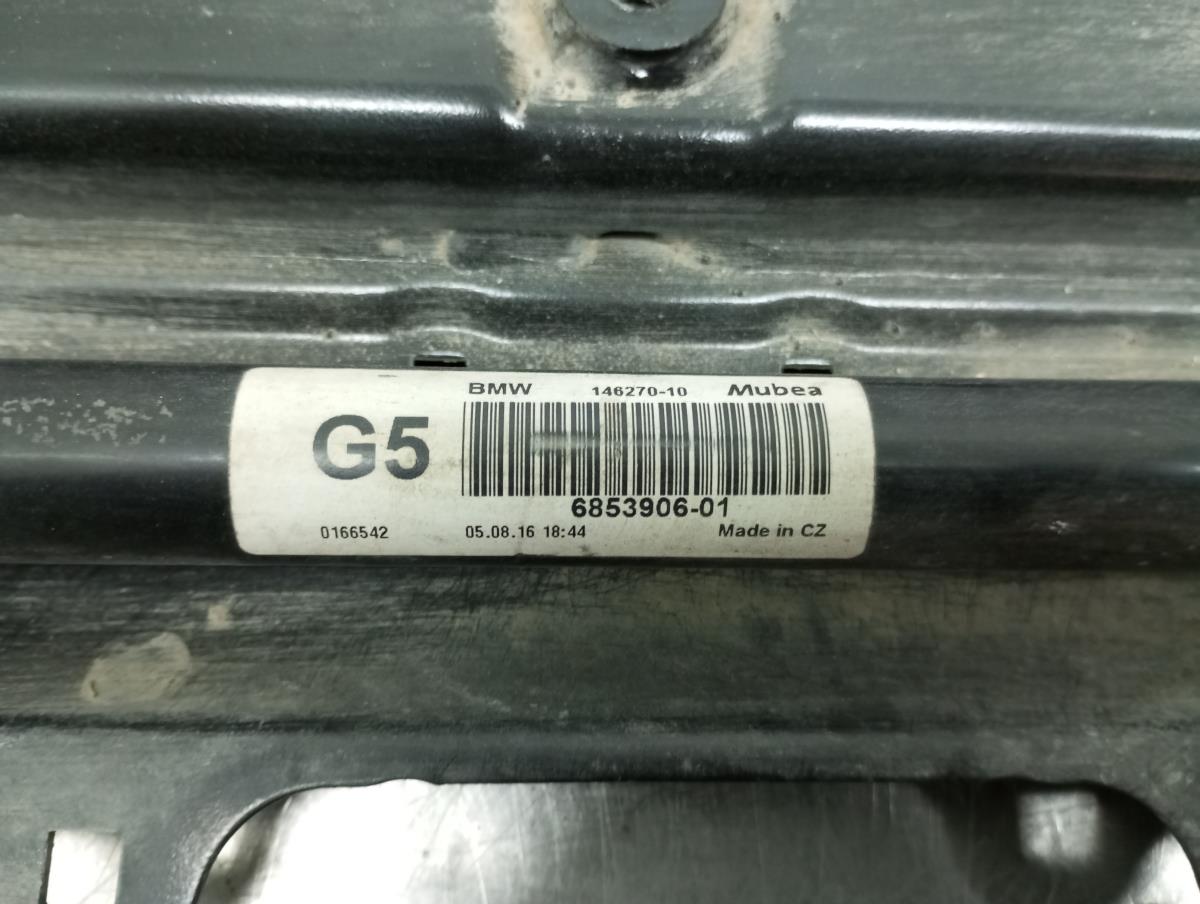 BMW 146270-10 Mubea
G5
6853906-01
0166542 05.08.16 18:44 Made in CZ